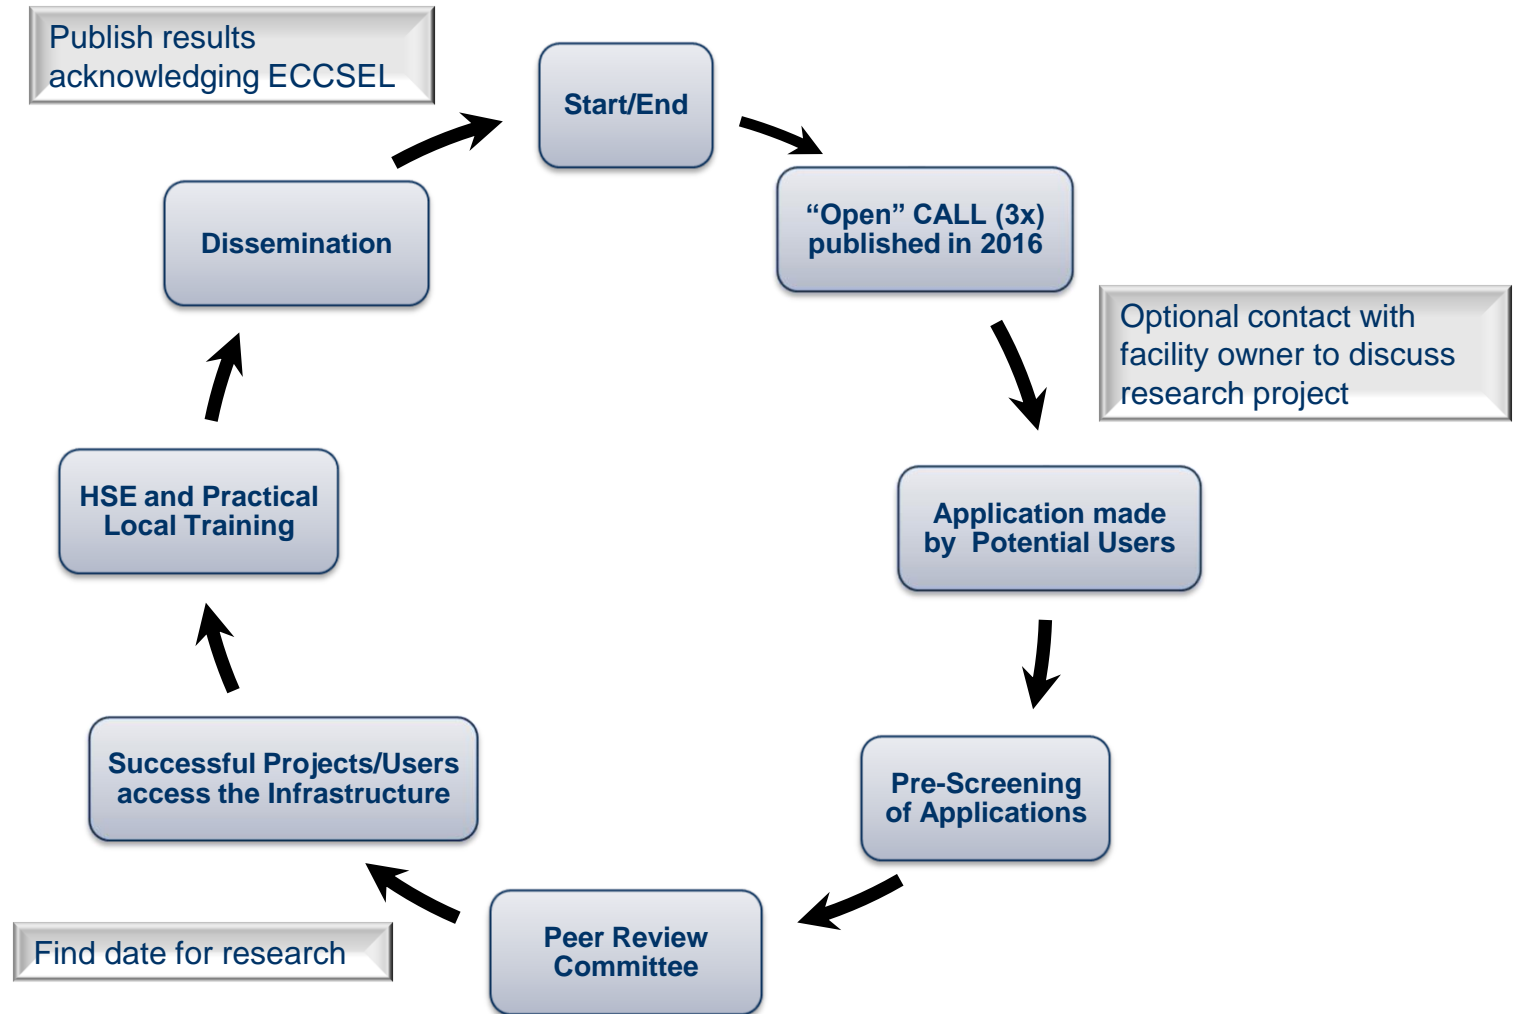 Publish results
acknowledging ECCSEL
Start/End
“Open” CALL (3x)
published in 2016
Optional contact with
facility owner to discuss
research project
Application made
by Potential Users
Pre-Screening
of Applications
Peer Review
Committee
Find date for research
Successful Projects/Users
access the Infrastructure
HSE and Practical
Local Training
Dissemination